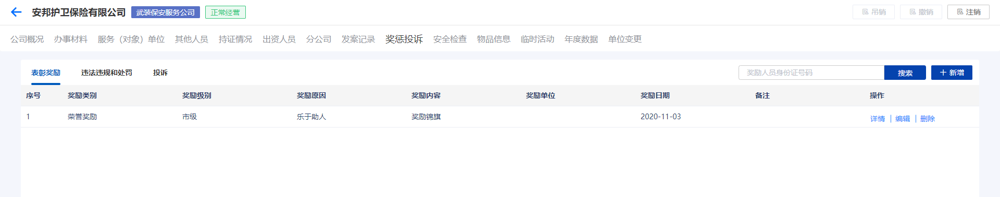 安邦护卫保险有限公司 武装保安服务公司 正常经营 吊销 撤销 注销
公司概况 办事材料 服务（对象）单位 其他人员 持证情况 出资人员 分公司 发案记录 奖惩投诉 安全检查 物品信息 临时活动 年度数据 单位变更
表彰奖励 违法违规和处罚 投诉 奖励人员身份证号码 搜索 + 新增
序号 奖励类别 奖励级别 奖励原因 奖励内容 奖励单位 奖励日期 备注 操作
1 荣誉奖励 市级 乐于助人 奖励锦旗 2020-11-03 详情 | 编辑 | 删除